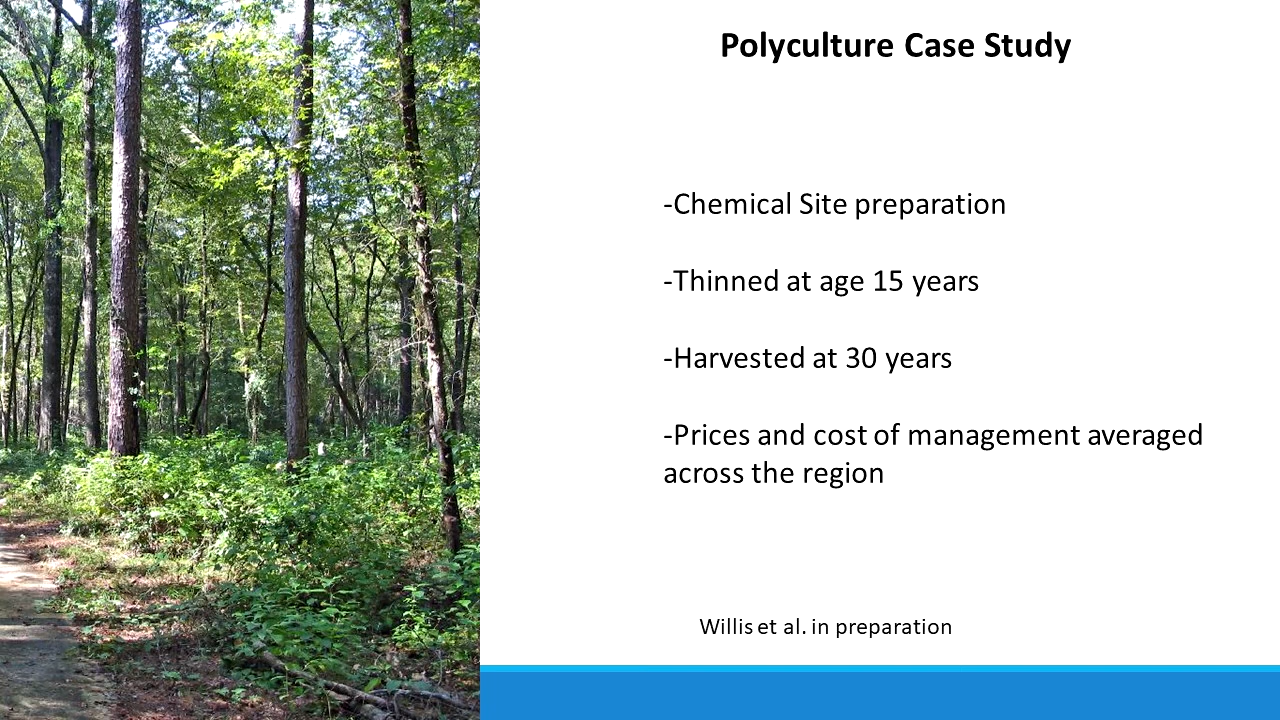 Polyculture Case Study
-Chemical Site preparation
-Thinned at age 15 years
-Harvested at 30 years
-Prices and cost of management averaged
across the region
Willis et al. in preparation